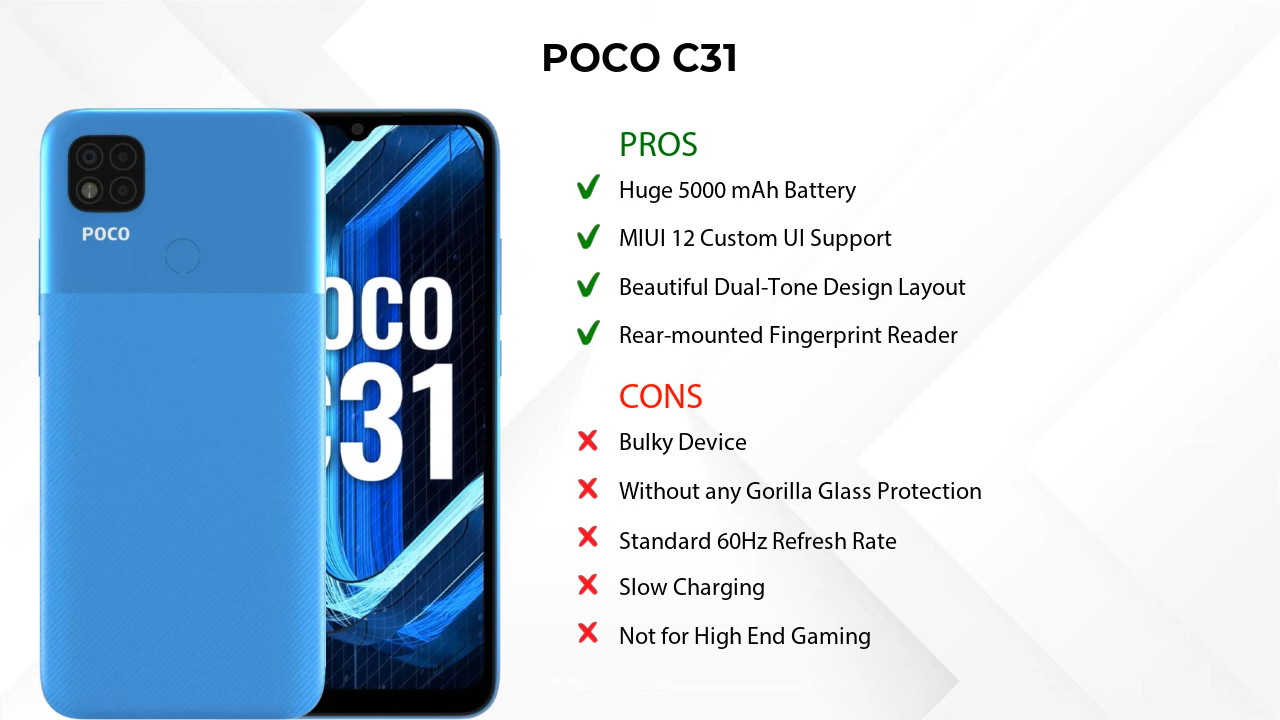 POCO C31
POCO
POCO
C31
PROS
Huge 5000 mAh Battery
MIUI 12 Custom UI Support
Beautiful Dual-Tone Design Layout
Rear-mounted Fingerprint Reader
CONS
Bulky Device
Without any Gorilla Glass Protection
Standard 60Hz Refresh Rate
Slow Charging
Not for High End Gaming